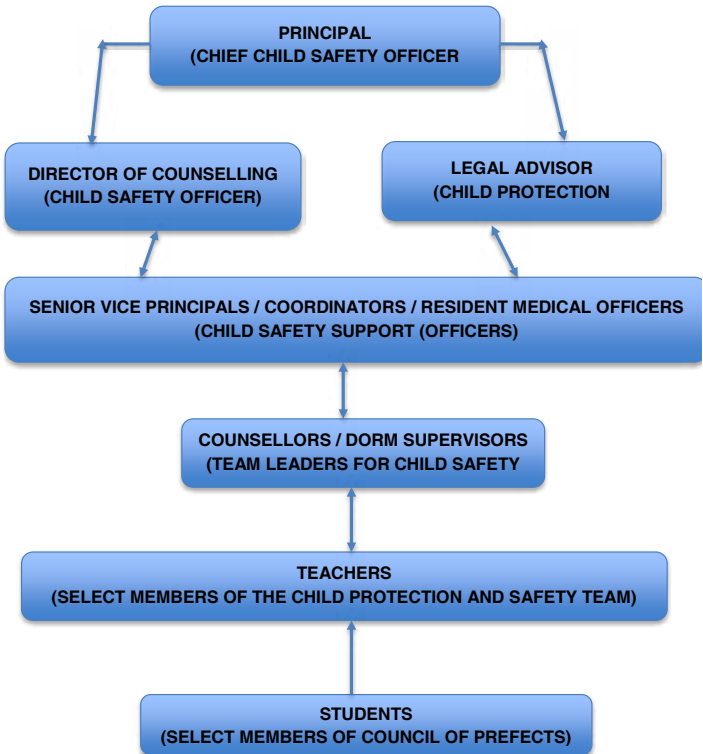 PRINCIPAL
(CHIEF CHILD SAFETY OFFICER
DIRECTOR OF COUNSELLING
(CHILD SAFETY OFFICER)
LEGAL ADVISOR
(CHILD PROTECTION
SENIOR VICE PRINCIPALS / COORDINATORS / RESIDENT MEDICAL OFFICERS
(CHILD SAFETY SUPPORT (OFFICERS)
COUNSELLORS / DORM SUPERVISORS
(TEAM LEADERS FOR CHILD SAFETY
TEACHERS
(SELECT MEMBERS OF THE CHILD PROTECTION AND SAFETY TEAM)
STUDENTS
(SELECT MEMBERS OF COUNCIL OF PREFECTS)